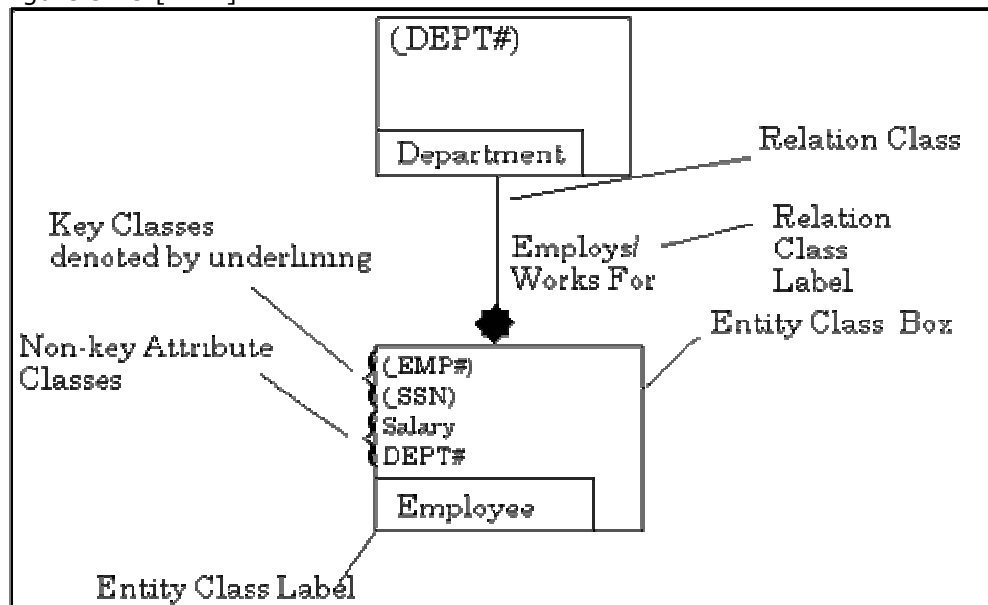 (DEPT#)
Department
Relation Class
Key Classes
denoted by underlining
Employs/
Works For
Relation
Class
Label
Entity Class Box
Non-key Attribute
Classes
(EMP#)
(SSN)
Salary
DEPT#
Employee
Entity Class Label